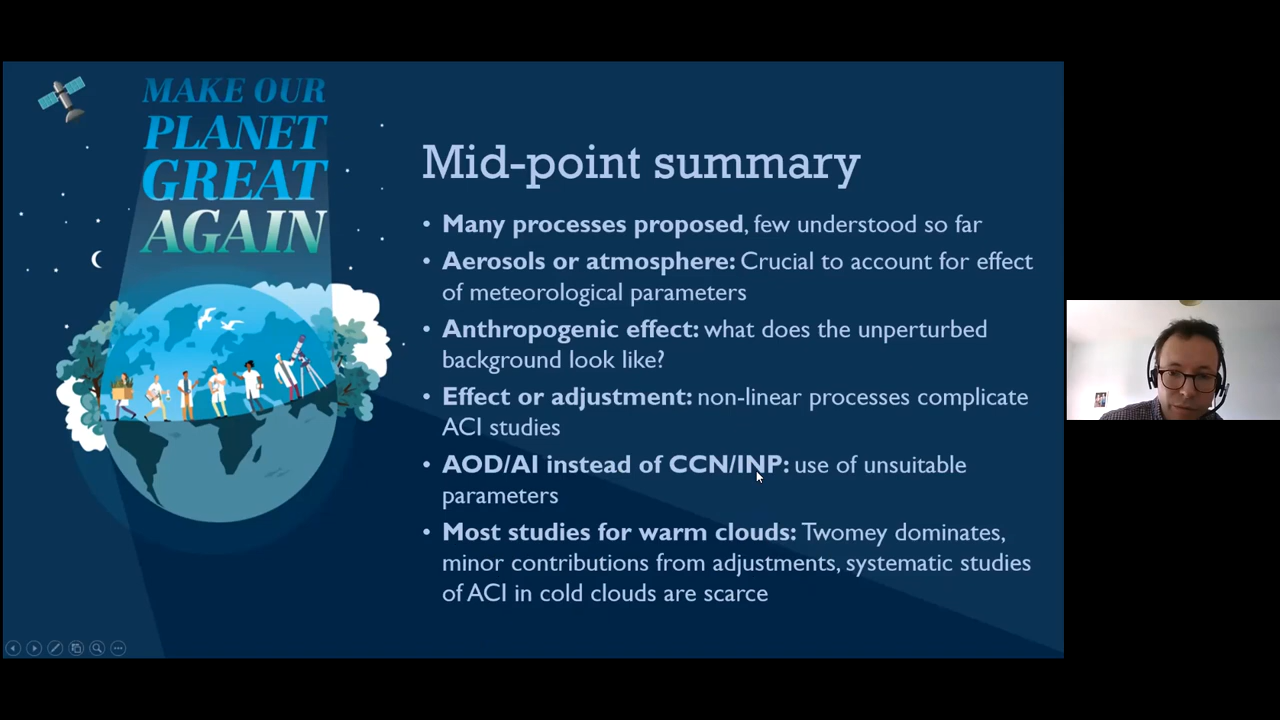 MAKE OUR
PLANET
GREAT
AGAIN
Mid-point summary
• Many processes proposed, few understood so far
• Aerosols or atmosphere: Crucial to account for effect
of meteorological parameters
• Anthropogenic effect: what does the unperturbed
background look like?
• Effect or adjustment: non-linear processes complicate
ACI studies
• AOD/AI instead of CCN/INP: use of unsuitable
parameters
• Most studies for warm clouds: Twomey dominates,
minor contributions from adjustments, systematic studies
of ACI in cold clouds are scarce